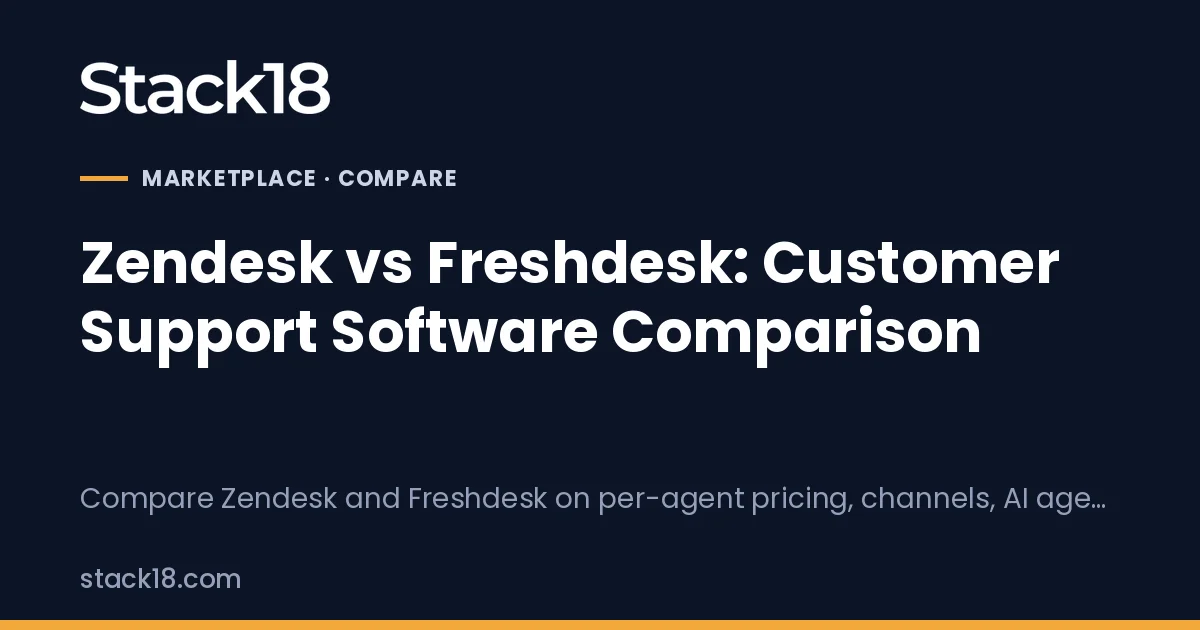 Stack18
MARKETPLACE · COMPARE
Zendesk vs Freshdesk: Customer
Support Software Comparison
Compare Zendesk and Freshdesk on per-agent pricing, channels, AI age...
stack18.com